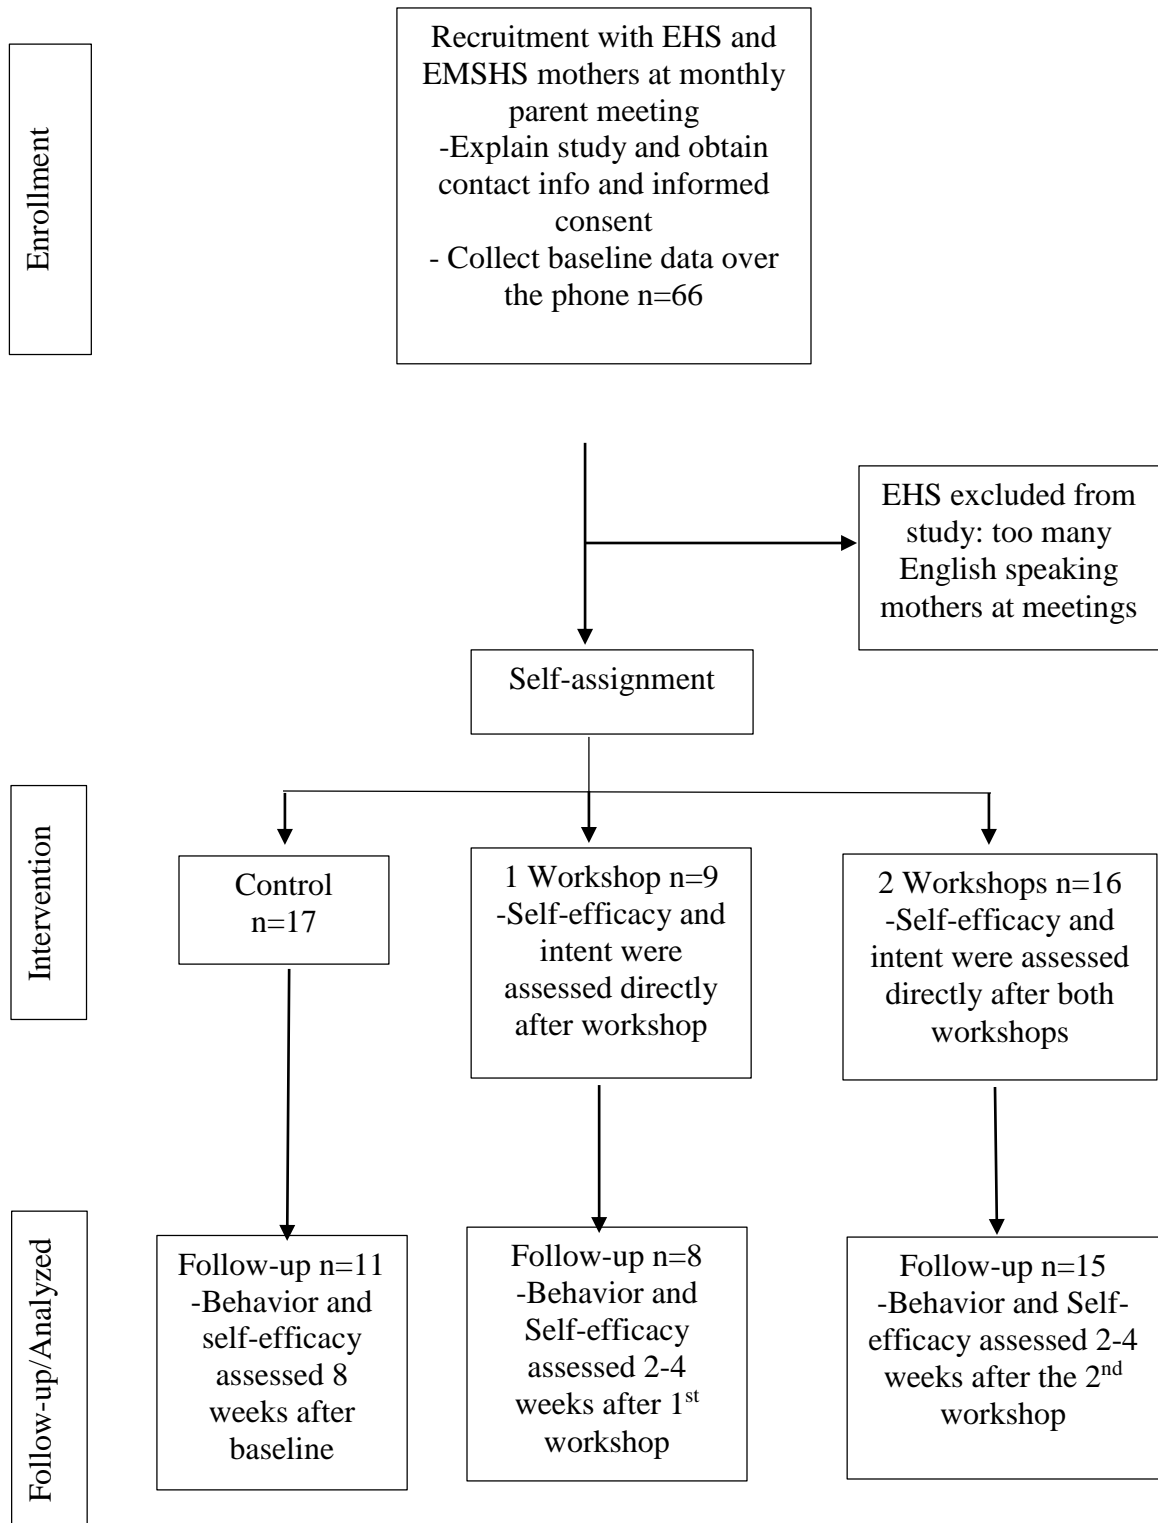 Enrollment
Recruitment with EHS and
EMSHS mothers at monthly
parent meeting
-Explain study and obtain
contact info and informed
consent
- Collect baseline data over
the phone n=66
EHS excluded from
study: too many
English speaking
mothers at meetings
Self-assignment
Intervention
Control
n=17
1 Workshop n=9
-Self-efficacy and
intent were
assessed directly
after workshop
2 Workshops n=16
-Self-efficacy and
intent were assessed
directly after both
workshops
Follow-up/Analyzed
Follow-up n=11
-Behavior and
self-efficacy
assessed 8
weeks after
baseline
Follow-up n=8
-Behavior and
Self-efficacy
assessed 2-4
weeks after 1st
workshop
Follow-up n=15
-Behavior and Self-
efficacy assessed 2-4
weeks after the 2nd
workshop